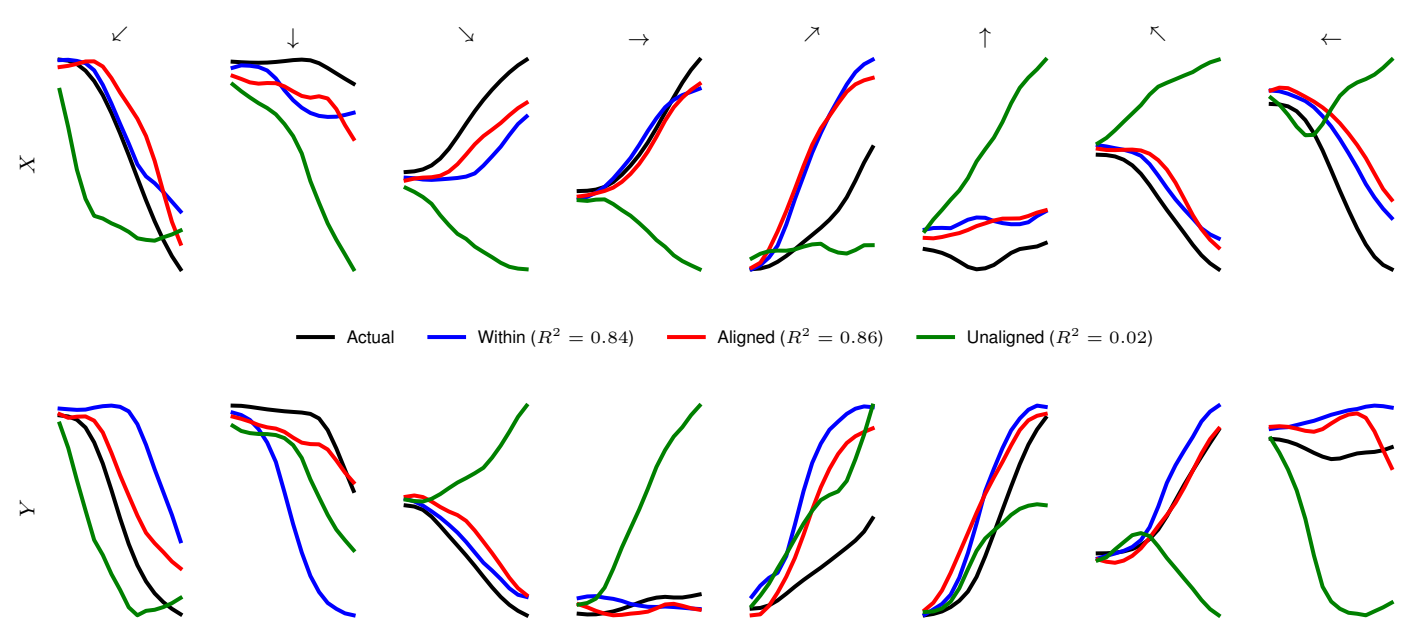 ↙ ↓ ↘ → ↗ ↑ ↖ ←
X
Actual Within (R² = 0.84) Aligned (R² = 0.86) Unaligned (R² = 0.02)
Y